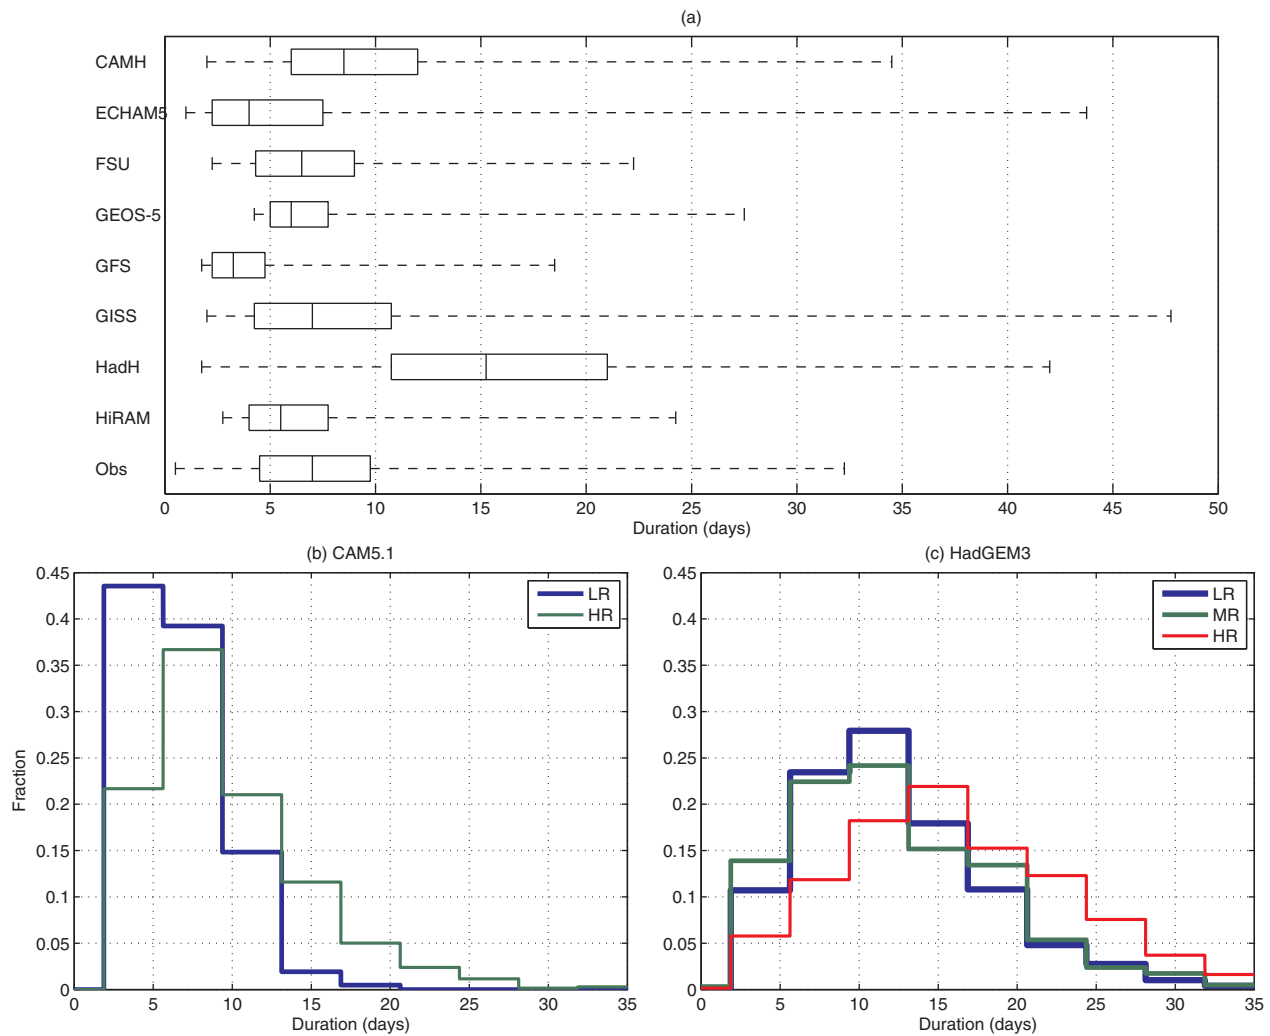 (a)
CAMH
ECHAM5
FSU
GEOS-5
GFS
GISS
HadH
HiRAM
Obs
0 5 10 15 20 25 30 35 40 45 50
Duration (days)
(b) CAM5.1
0.45
0.4
0.35
0.3
0.25
0.2
0.15
0.1
0.05
0
Fraction
LR
HR
0 5 10 15 20 25 30 35
Duration (days)
(c) HadGEM3
0.45
0.4
0.35
0.3
0.25
0.2
0.15
0.1
0.05
0
LR
MR
HR
0 5 10 15 20 25 30 35
Duration (days)